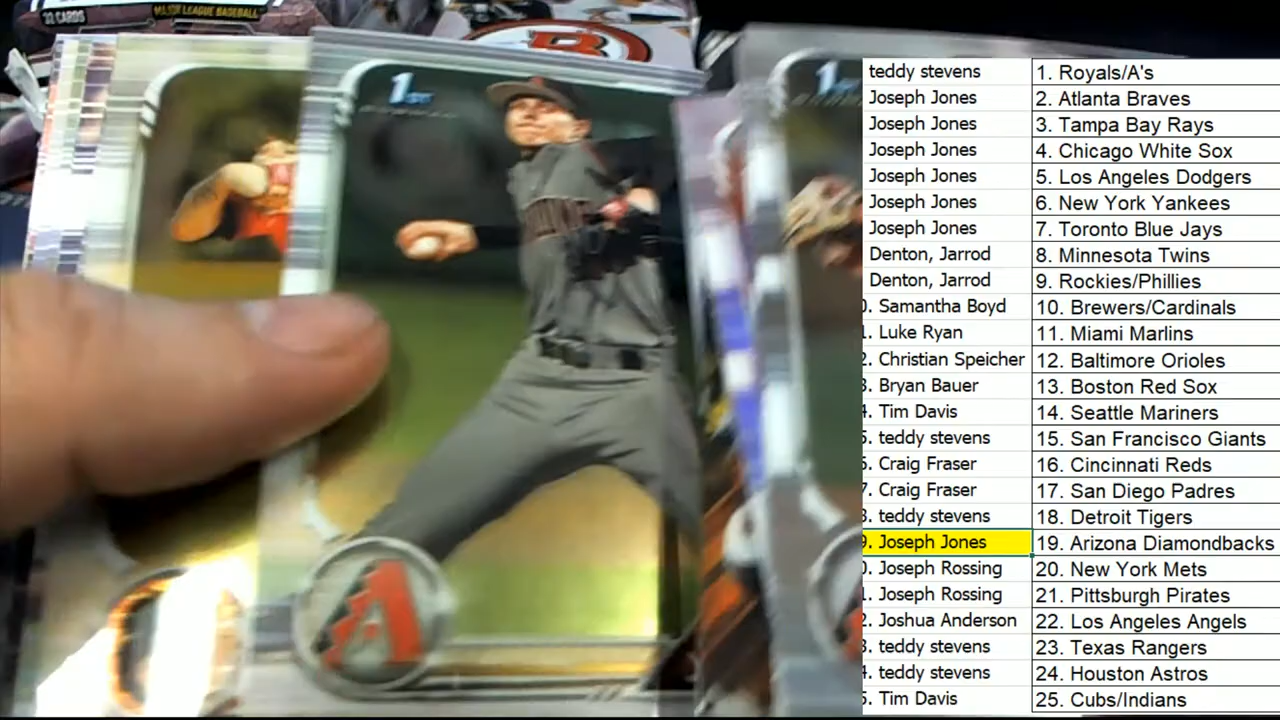 32 CARDS
MAJOR LEAGUE BASEBALL
B
1ST
1ST
A
teddy stevens 1. Royals/A's
Joseph Jones 2. Atlanta Braves
Joseph Jones 3. Tampa Bay Rays
Joseph Jones 4. Chicago White Sox
Joseph Jones 5. Los Angeles Dodgers
Joseph Jones 6. New York Yankees
Joseph Jones 7. Toronto Blue Jays
Denton, Jarrod 8. Minnesota Twins
Denton, Jarrod 9. Rockies/Phillies
. Samantha Boyd 10. Brewers/Cardinals
. Luke Ryan 11. Miami Marlins
. Christian Speicher 12. Baltimore Orioles
. Bryan Bauer 13. Boston Red Sox
. Tim Davis 14. Seattle Mariners
. teddy stevens 15. San Francisco Giants
. Craig Fraser 16. Cincinnati Reds
. Craig Fraser 17. San Diego Padres
. teddy stevens 18. Detroit Tigers
. Joseph Jones 19. Arizona Diamondbacks
. Joseph Rossing 20. New York Mets
. Joseph Rossing 21. Pittsburgh Pirates
. Joshua Anderson 22. Los Angeles Angels
. teddy stevens 23. Texas Rangers
. teddy stevens 24. Houston Astros
. Tim Davis 25. Cubs/Indians